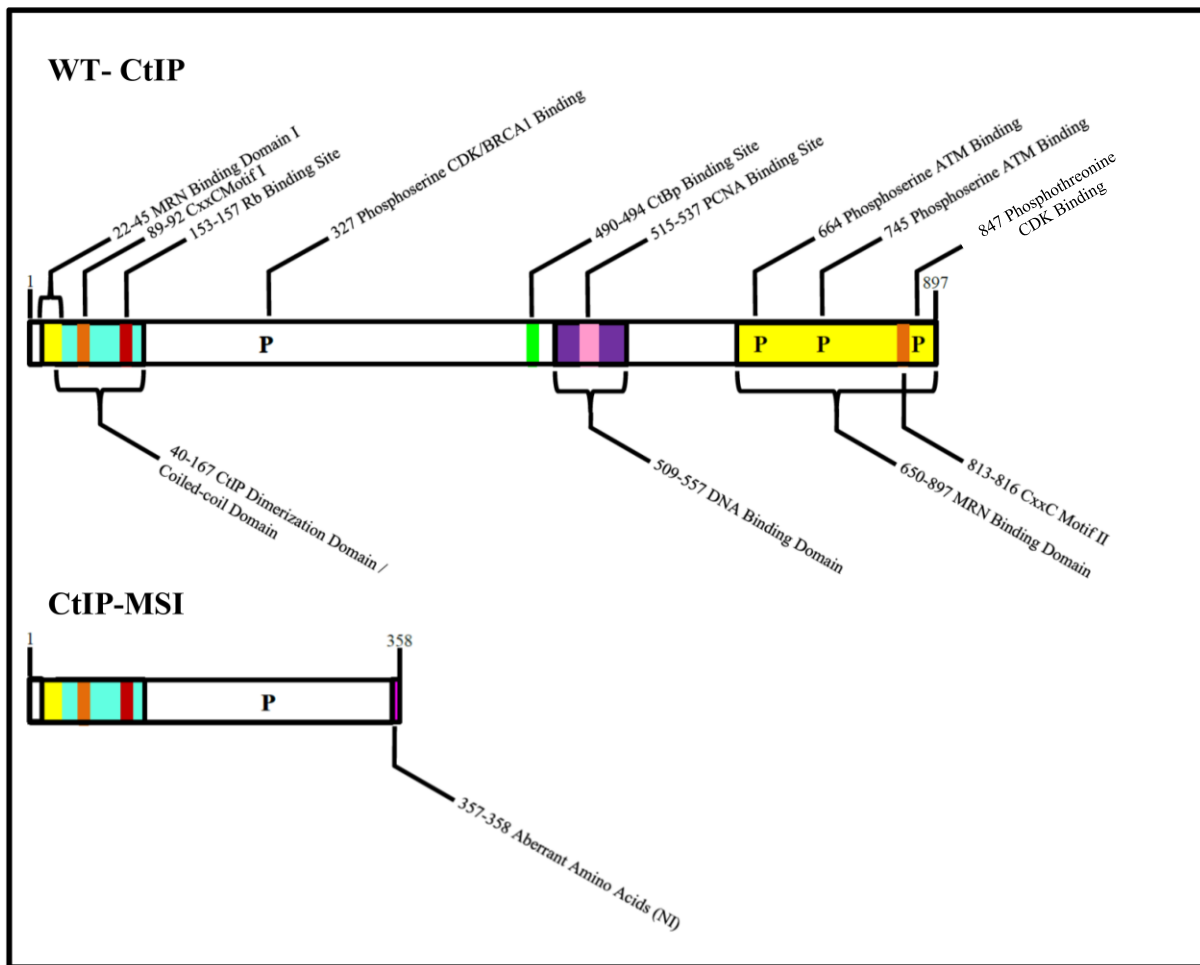 WT- CtIP
22-45 MRN Binding Domain I
89-92 CxxCMotif I
153-157 Rb Binding Site
327 Phosphoserine CDK/BRCA1 Binding
490-494 CtBp Binding Site
515-537 PCNA Binding Site
664 Phosphoserine ATM Binding
745 Phosphoserine ATM Binding
847 Phosphothreonine
CDK Binding
1
897
P
P
P
P
40-167 CtIP Dimerization Domain /
Coiled-coil Domain
509-557 DNA Binding Domain
650-897 MRN Binding Domain
813-816 CxxC Motif II
CtIP-MSI
1
358
P
357-358 Aberrant Amino Acids (NI)